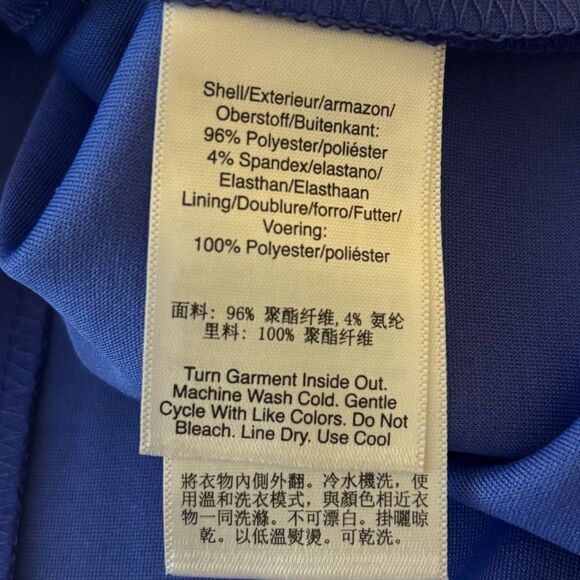 Shell/Exterieur/armazon/
Oberstoff/Buitenkant:
96% Polyester/poliéster
4% Spandex/elastano/
Elasthan/Elasthaan
Lining/Doublure/forro/Futter/
Voering:
100% Polyester/poliéster
面料: 96% 聚酯纤维, 4% 氨纶
里料: 100% 聚酯纤维
Turn Garment Inside Out.
Machine Wash Cold. Gentle
Cycle With Like Colors. Do Not
Bleach. Line Dry. Use Cool
將衣物內側外翻。冷水機洗，使
用溫和洗衣模式，與顏色相近衣
物一同洗滌。不可漂白。掛曬晾
乾。以低溫熨燙。可乾洗。